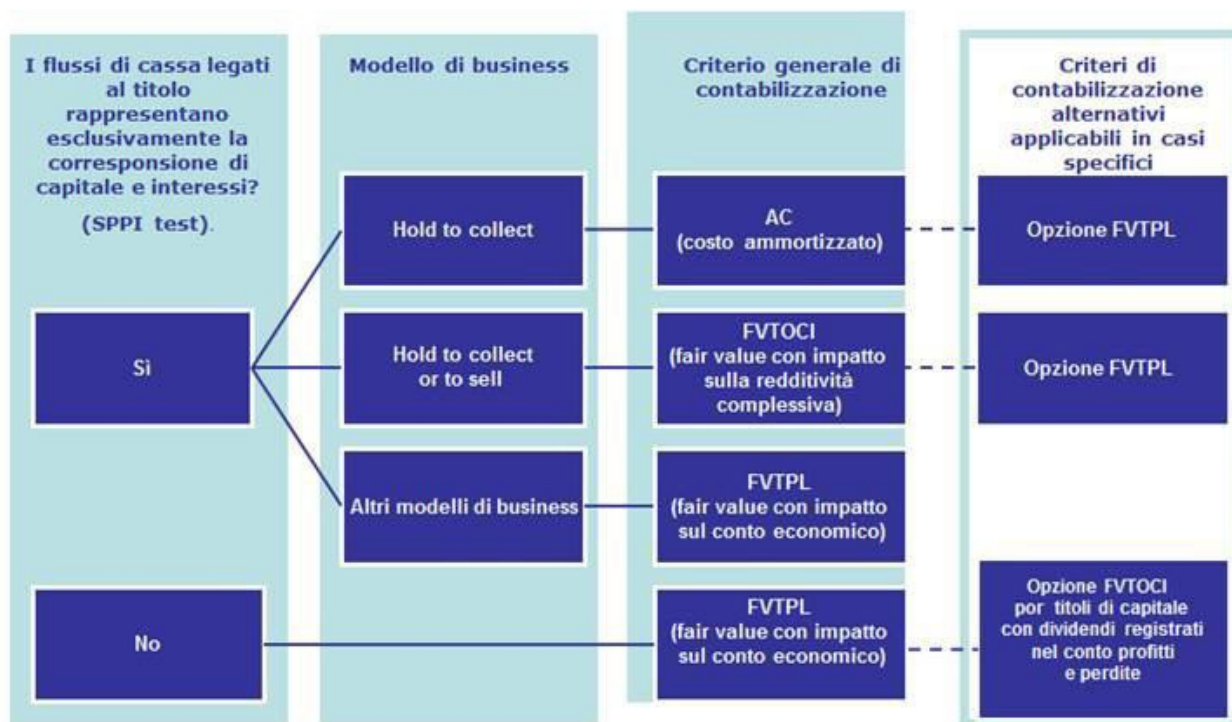 I flussi di cassa legati
al titolo
rappresentano
esclusivamente la
corresponsione di
capitale e interessi?
(SPPI test).
Modello di business
Criterio generale di
contabilizzazione
Criteri di
contabilizzazione
alternativi
applicabili in casi
specifici
Sì
Hold to collect
AC
(costo ammortizzato)
Opzione FVTPL
Hold to collect
or to sell
FVTOCI
(fair value con impatto
sulla redditività
complessiva)
Opzione FVTPL
Altri modelli di business
FVTPL
(fair value con impatto
sul conto economico)
No
FVTPL
(fair value con impatto
sul conto economico)
Opzione FVTOCI
por titoli di capitale
con dividendi registrati
nel conto profitti
e perdite